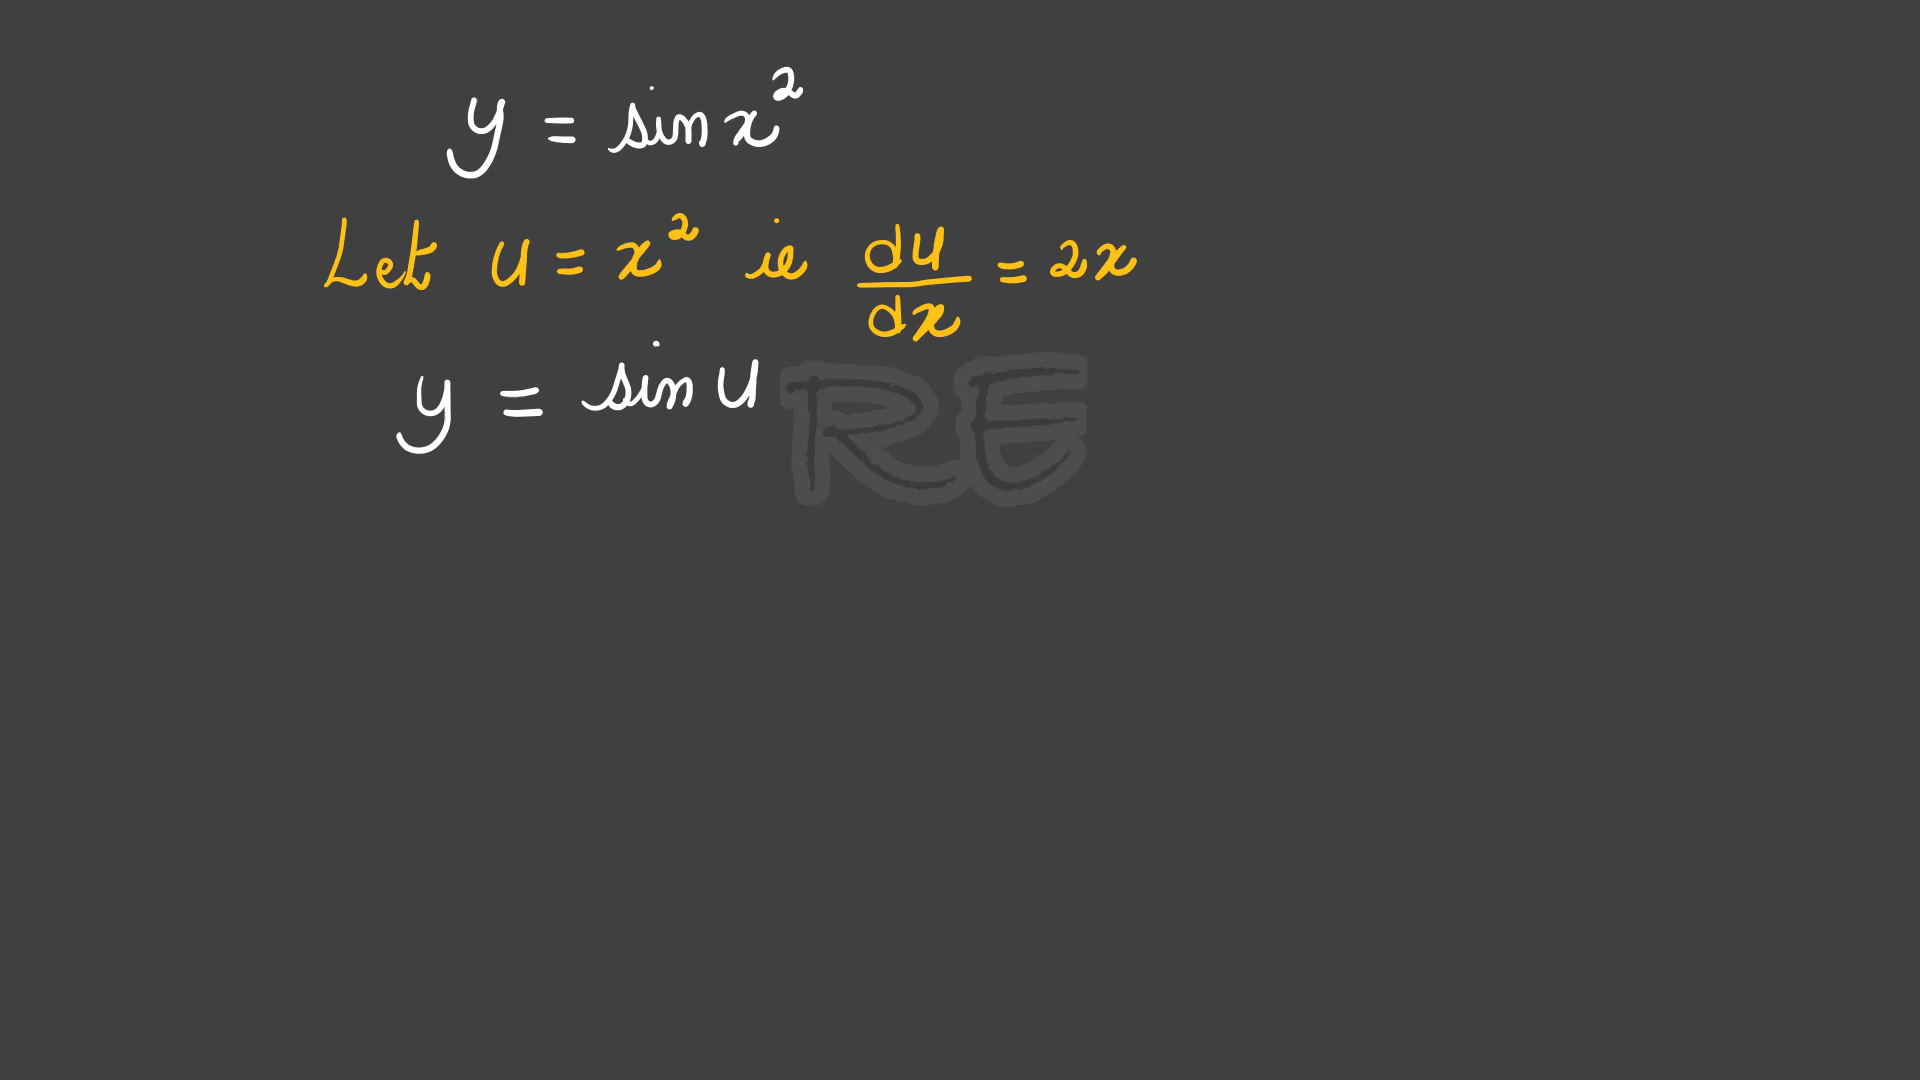 y = sin x²
Let u = x² ie du/dx = 2x
y = sin u
RE